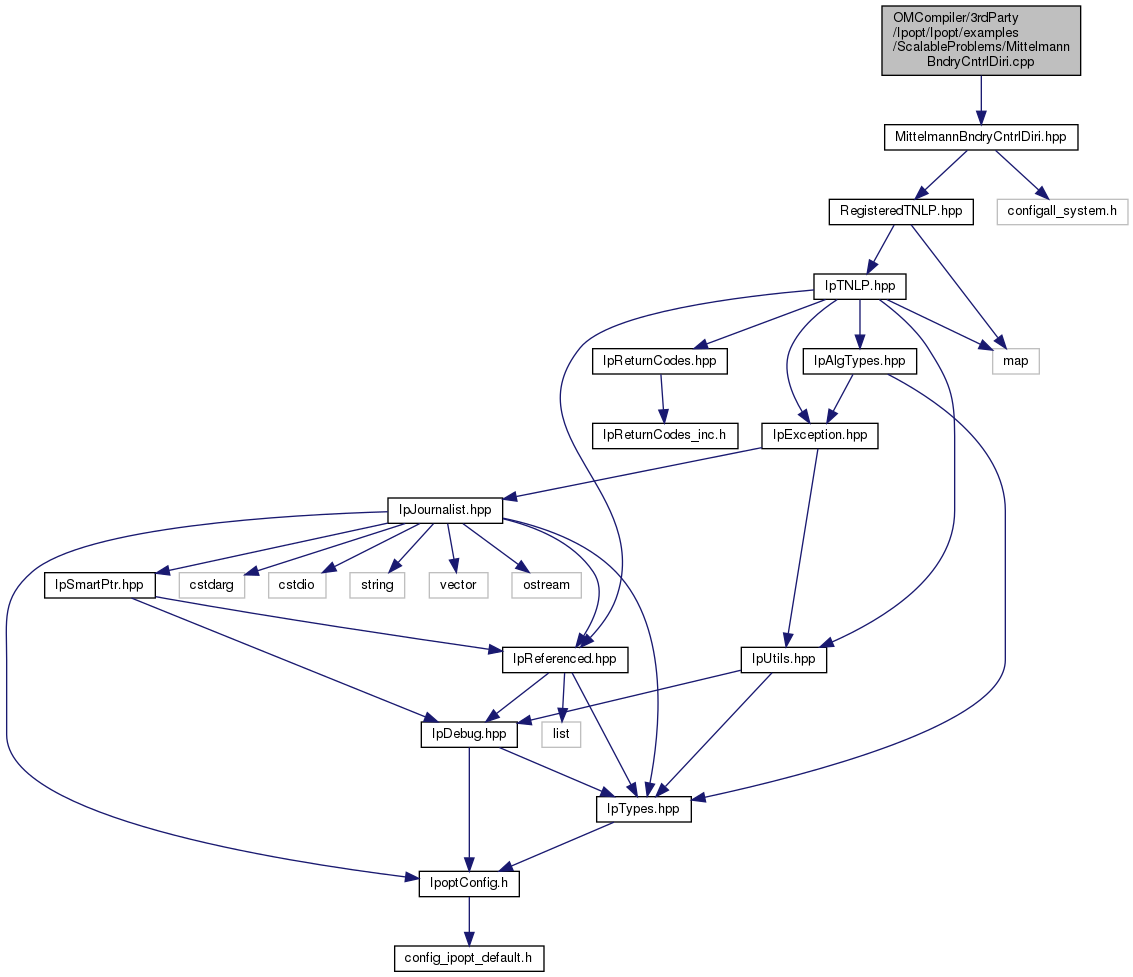 OMCompiler/3rdParty
/Ipopt/Ipopt/examples
/ScalableProblems/Mittelmann
BndryCntrlDiri.cpp
MittelmannBndryCntrlDiri.hpp
RegisteredTNLP.hpp
configall_system.h
IpTNLP.hpp
IpReturnCodes.hpp
IpAlgTypes.hpp
map
IpReturnCodes_inc.h
IpException.hpp
IpJournalist.hpp
IpSmartPtr.hpp
cstdarg
cstdio
string
vector
ostream
IpReferenced.hpp
IpUtils.hpp
IpDebug.hpp
list
IpTypes.hpp
IpoptConfig.h
config_ipopt_default.h